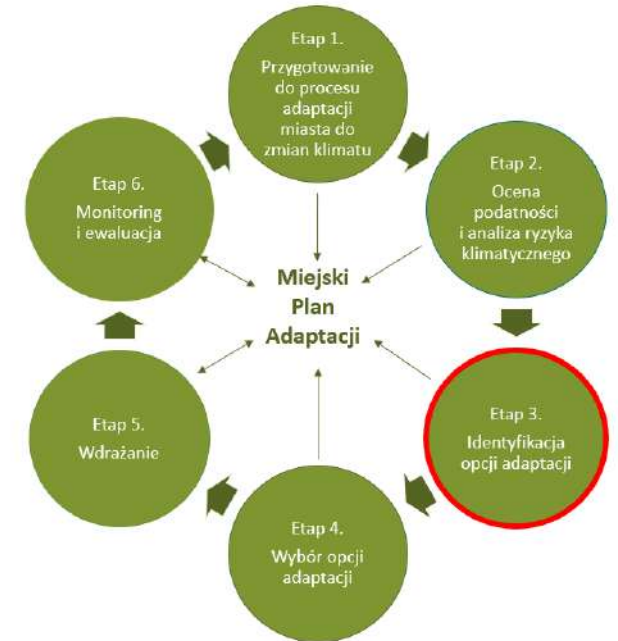 Etap 1.
Przygotowanie
do procesu
adaptacji
miasta do
zmian klimatu
Etap 2.
Ocena
podatności
i analiza ryzyka
klimatycznego
Etap 3.
Identyfikacja
opcji adaptacji
Etap 4.
Wybór opcji
adaptacji
Etap 5.
Wdrażanie
Etap 6.
Monitoring
i ewaluacja
Miejski
Plan
Adaptacji